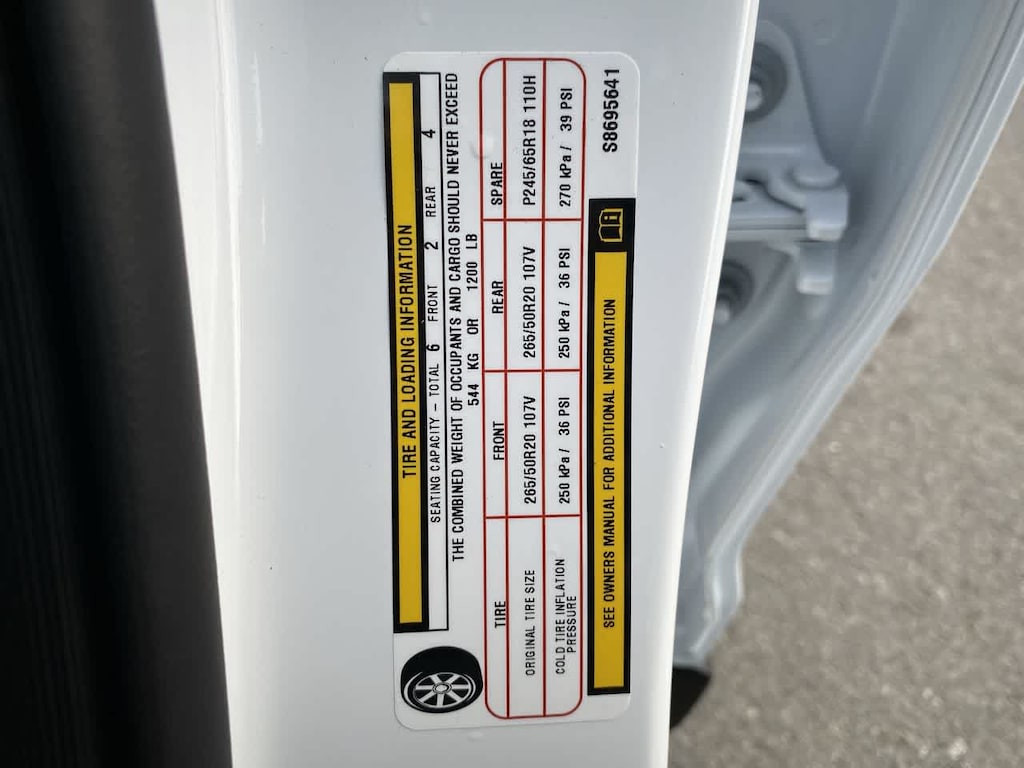 TIRE AND LOADING INFORMATION
SEATING CAPACITY - TOTAL 6 FRONT 2 REAR 4
THE COMBINED WEIGHT OF OCCUPANTS AND CARGO SHOULD NEVER EXCEED
544 KG OR 1200 LB
TIRE FRONT REAR SPARE
ORIGINAL TIRE SIZE 265/50R20 107V 265/50R20 107V P245/65R18 110H
COLD TIRE INFLATION
PRESSURE 250 kPa / 36 PSI 250 kPa / 36 PSI 270 kPa / 39 PSI
SEE OWNERS MANUAL FOR ADDITIONAL INFORMATION
S8695641